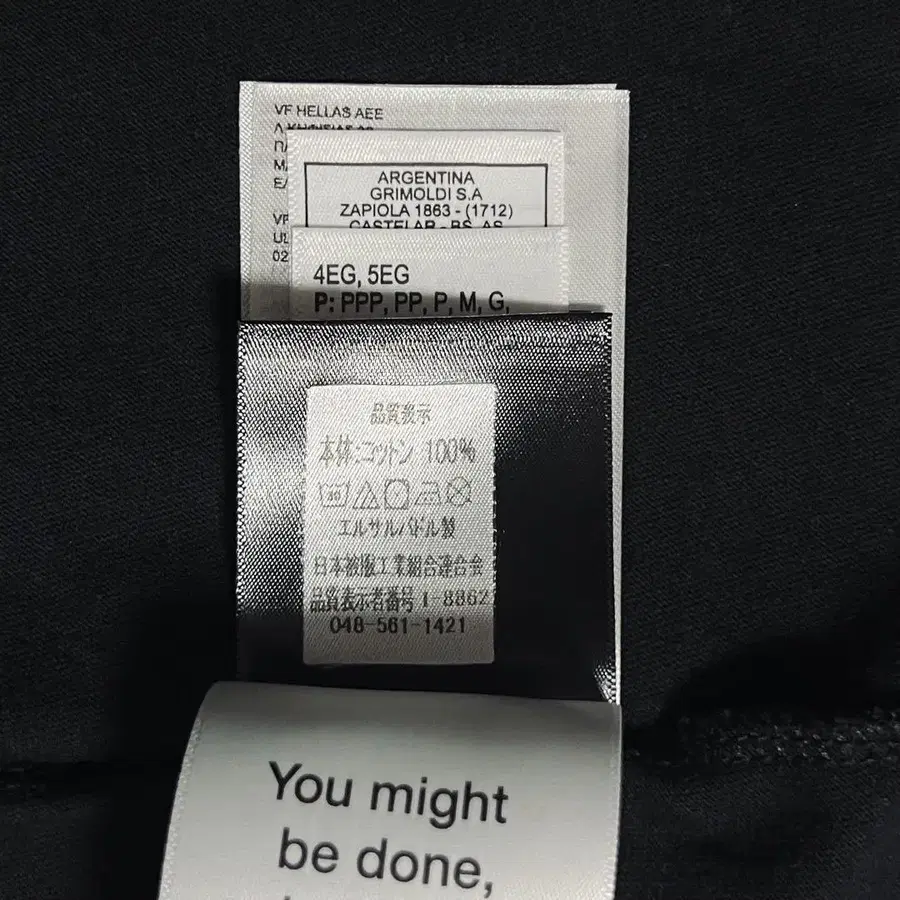 VF HELLAS AEE
ARGENTINA
GRIMOLDI S.A
ZAPIOLA 1863 - (1712)
CASTELAR - BS. AS.
4EG, 5EG
P: PPP, PP, P, M, G,
品質表示
本体:コットン 100%
エルサルバドル製
日本被服工業組合連合会
品質表示者番号 I-8862
048-561-1421
You might
be done,